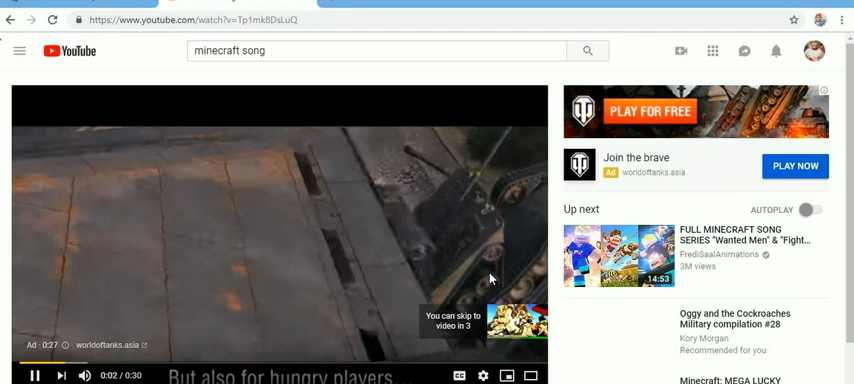 https://www.youtube.com/watch?v=Tp1mk8DsLuQ
YouTube
minecraft song
PLAY FOR FREE
Join the brave
Ad worldoftanks.asia
PLAY NOW
Up next
AUTOPLAY
FULL MINECRAFT SONG
SERIES "Wanted Men" & "Fight...
FrediSaalAnimations
3M views
14:53
You can skip to
video in 3
Ad · 0:27
worldoftanks.asia
Oggy and the Cockroaches
Military compilation #28
Kory Morgan
Recommended for you
0:02 / 0:30
But also for hungry players...
CC
Minecraft: MEGA LUCKY